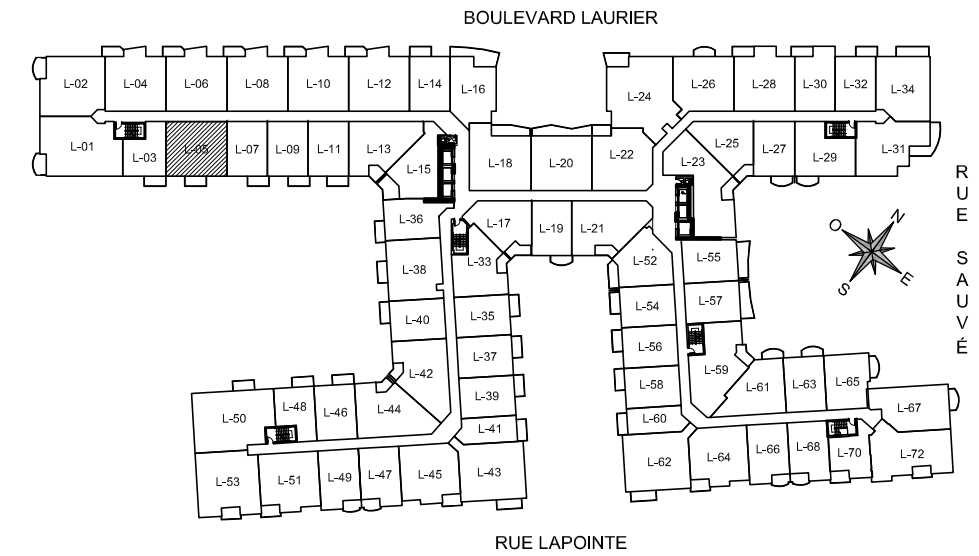 BOULEVARD LAURIER
L-02 L-04 L-06 L-08 L-10 L-12 L-14 L-16 L-24 L-26 L-28 L-30 L-32 L-34
L-01 L-03 L-05 L-07 L-09 L-11 L-13 L-15 L-18 L-20 L-22 L-23 L-25 L-27 L-29 L-31
L-36 L-17 L-19 L-21
L-38 L-33 L-52 L-55
L-40 L-35 L-54 L-57
L-42 L-37 L-56 L-59
L-39 L-58 L-61 L-63 L-65
L-50 L-48 L-46 L-44 L-41 L-60 L-67
L-53 L-51 L-49 L-47 L-45 L-43 L-62 L-64 L-66 L-68 L-70 L-72
RUE SAUVÉ
O N
S E
RUE LAPOINTE